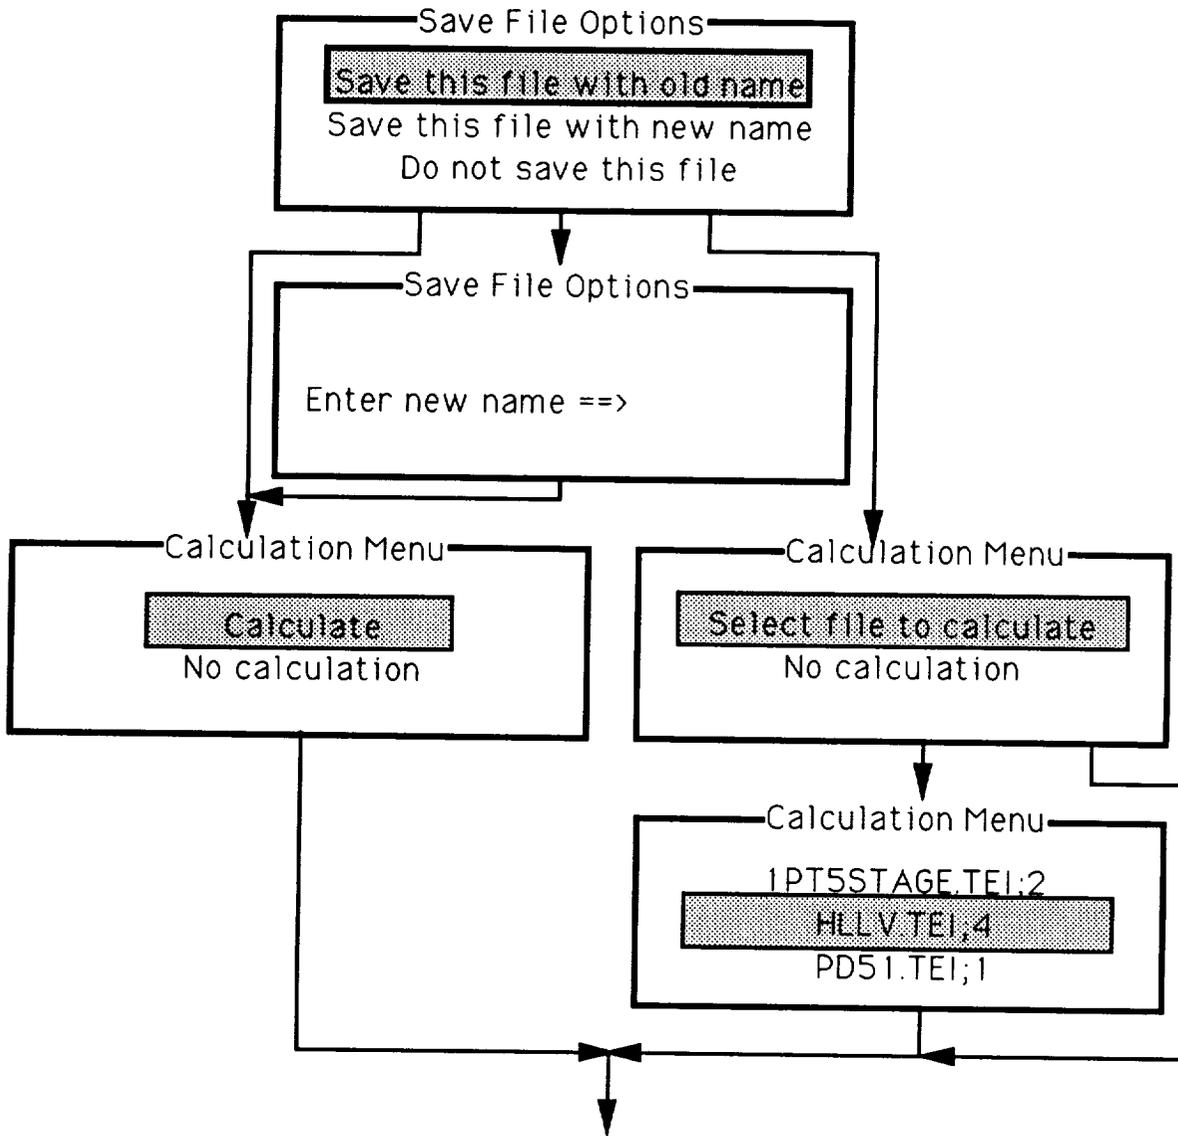 Save File Options
Save this file with old name
Save this file with new name
Do not save this file
Save File Options
Enter new name ==>
Calculation Menu
Calculate
No calculation
Calculation Menu
Select file to calculate
No calculation
Calculation Menu
1PT5STAGE.TEI;2
HLLV.TEI;4
PD51.TEI;1